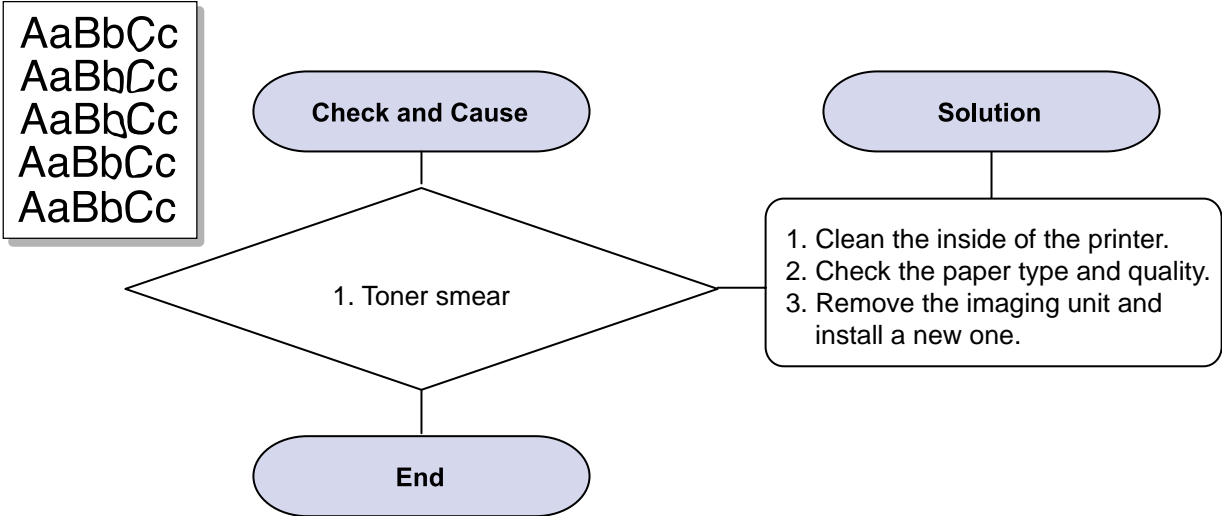 AaBbCc
AaBbCc
AaBbCc
AaBbCc
AaBbCc
Check and Cause
Solution
1. Toner smear
1. Clean the inside of the printer.
2. Check the paper type and quality.
3. Remove the imaging unit and
install a new one.
End